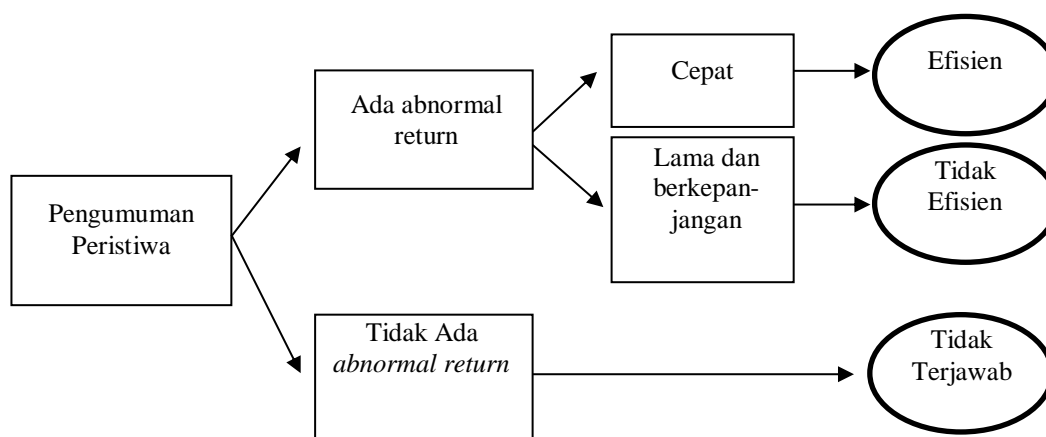 Pengumuman
Peristiwa
Ada abnormal
return
Cepat
Efisien
Lama dan
berkepan-
jangan
Tidak
Efisien
Tidak Ada
abnormal return
Tidak
Terjawab